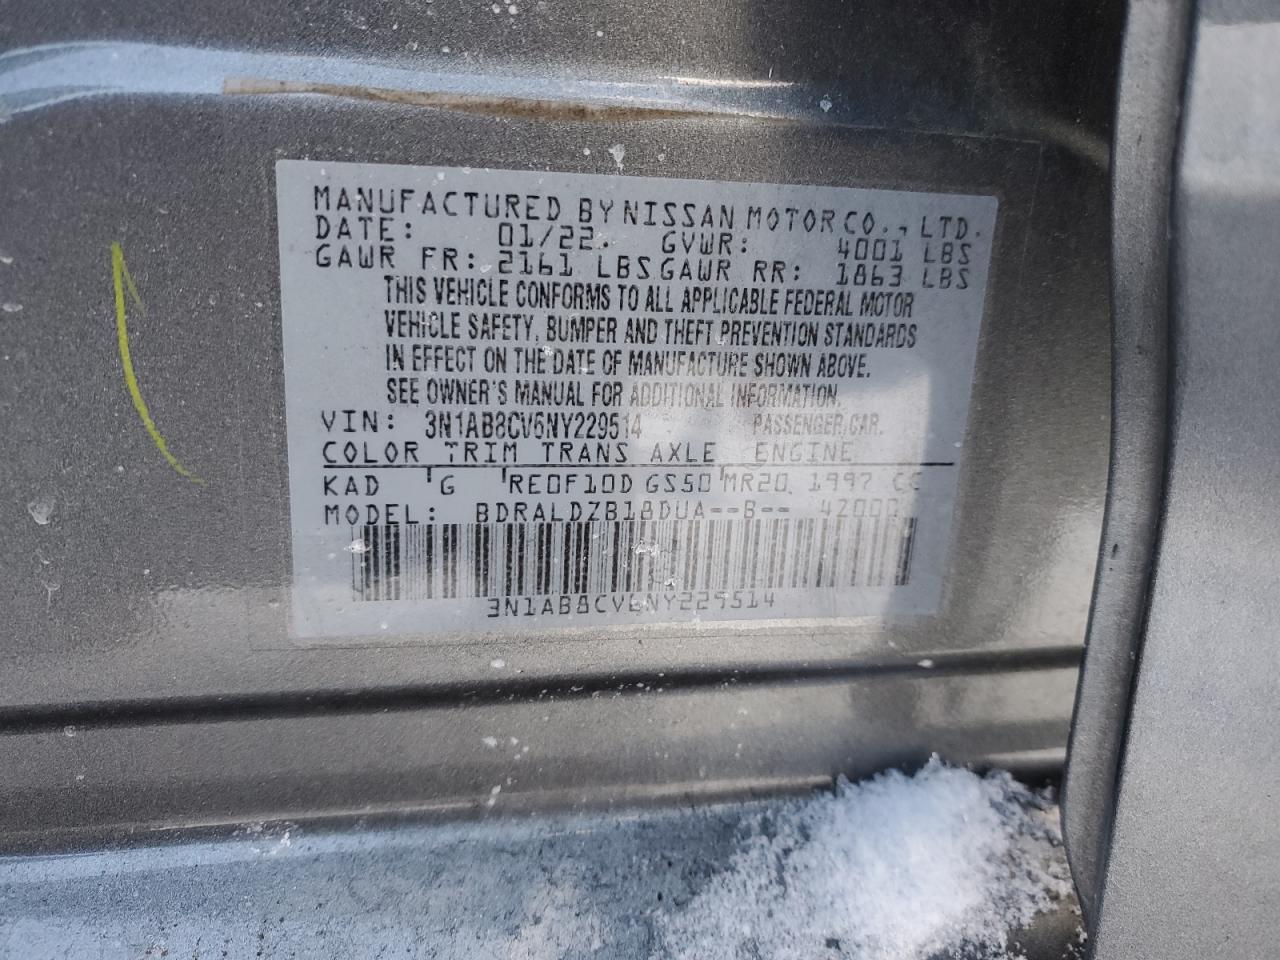 MANUFACTURED BY NISSAN MOTOR CO., LTD.
DATE: 01/22. GVWR: 4001 LBS
GAWR FR: 2161 LBS GAWR RR: 1863 LBS
THIS VEHICLE CONFORMS TO ALL APPLICABLE FEDERAL MOTOR
VEHICLE SAFETY, BUMPER AND THEFT PREVENTION STANDARDS
IN EFFECT ON THE DATE OF MANUFACTURE SHOWN ABOVE.
SEE OWNER'S MANUAL FOR ADDITIONAL INFORMATION.
VIN: 3N1AB8CV6NY229514 PASSENGER CAR.
COLOR TRIM TRANS AXLE ENGINE
KAD G RE0F10D GS50 MR20 1997 CC
MODEL: BDRALDZB18DUA--B-- 42000
3N1AB8CV6NY229514